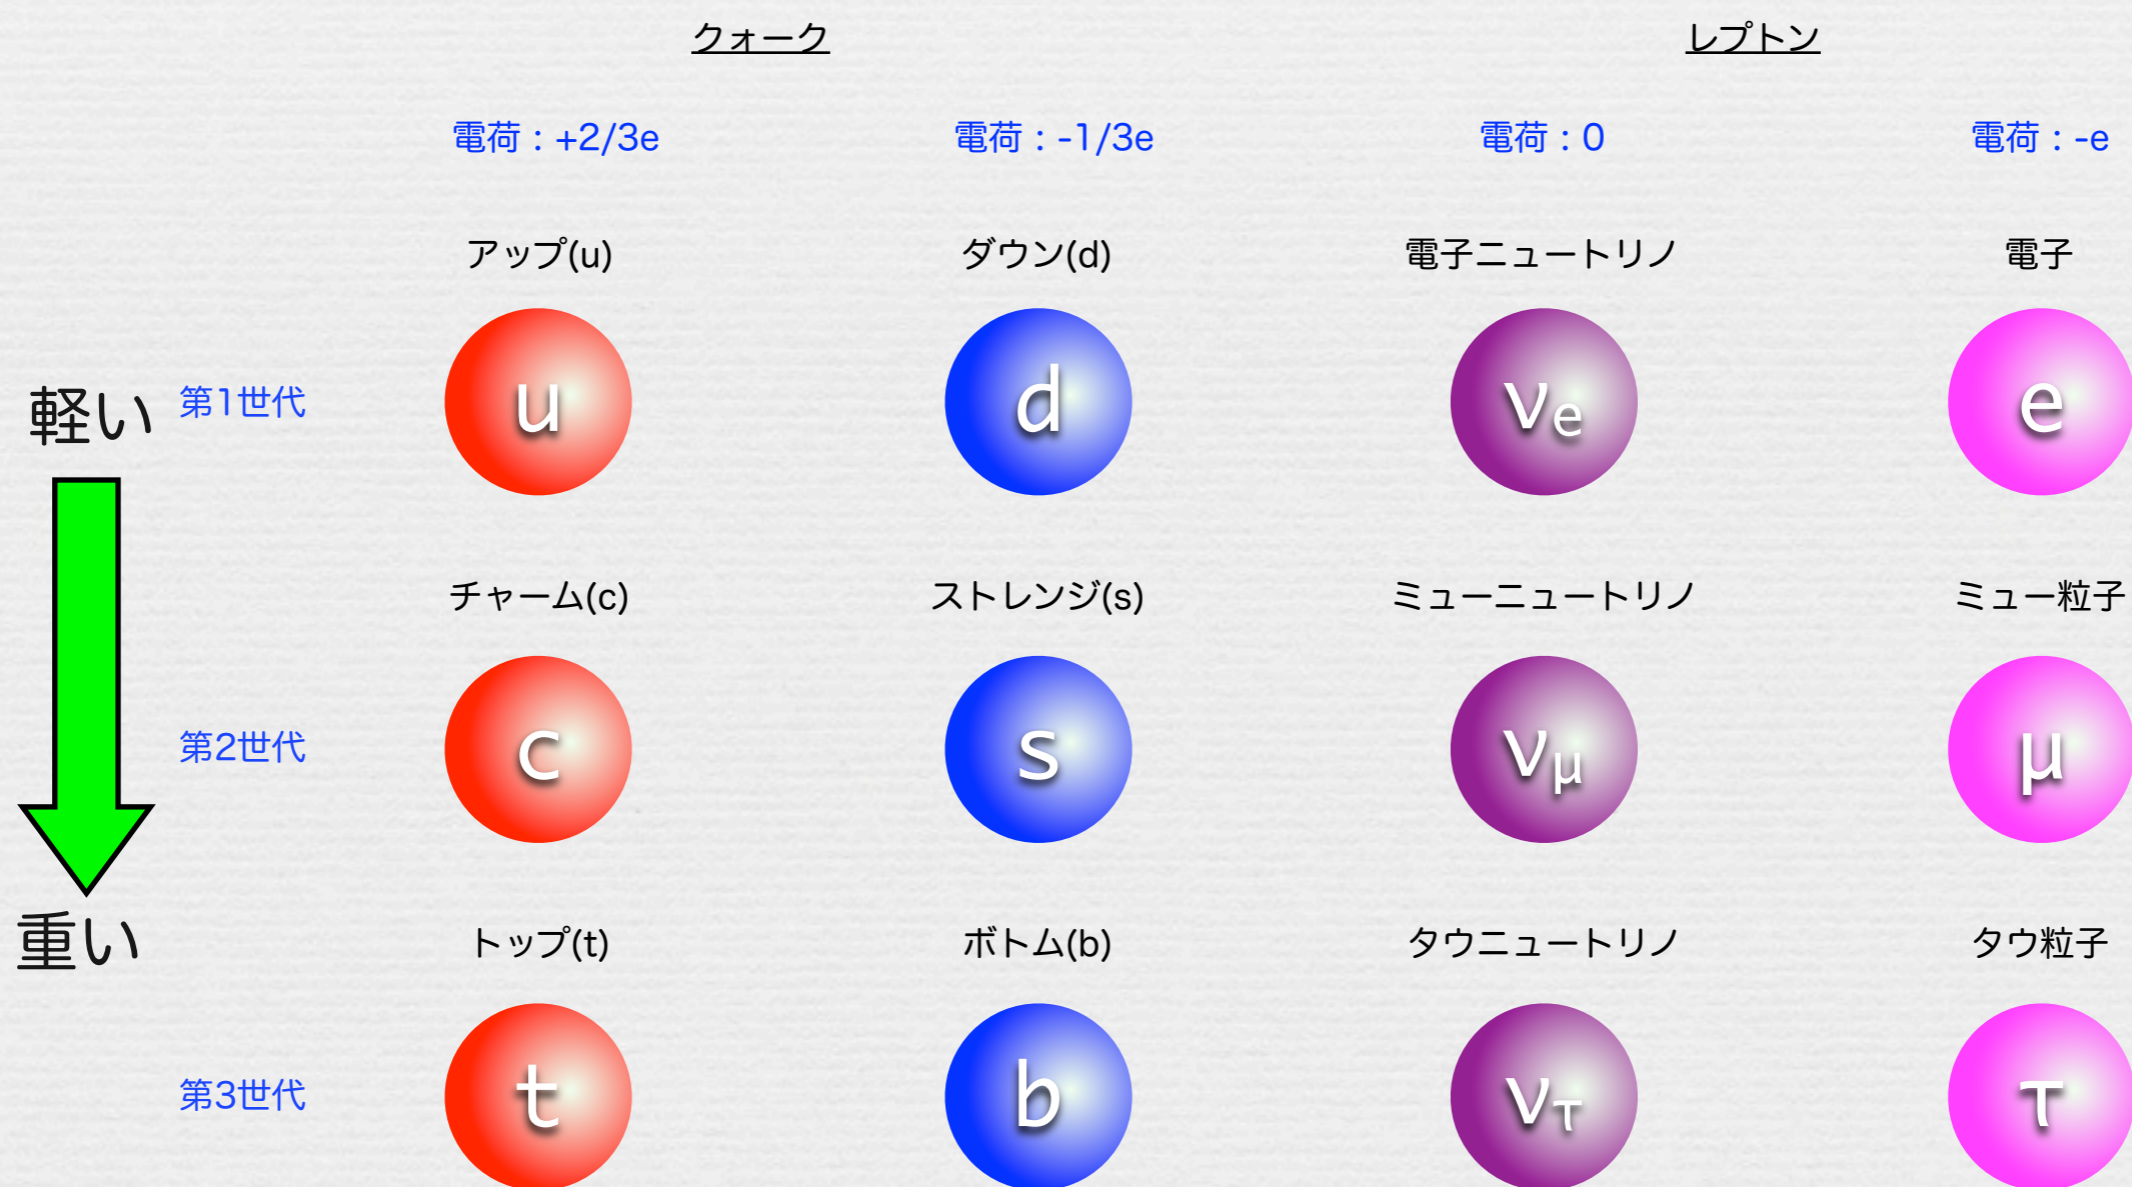 クォーク レプトン
電荷：+2/3e 電荷：-1/3e 電荷：0 電荷：-e
アップ(u) ダウン(d) 電子ニュートリノ 電子
軽い 第1世代 u d νe e
チャーム(c) ストレンジ(s) ミューニュートリノ ミュー粒子
第2世代 c s νμ μ
重い トップ(t) ボトム(b) タウニュートリノ タウ粒子
第3世代 t b ντ τ